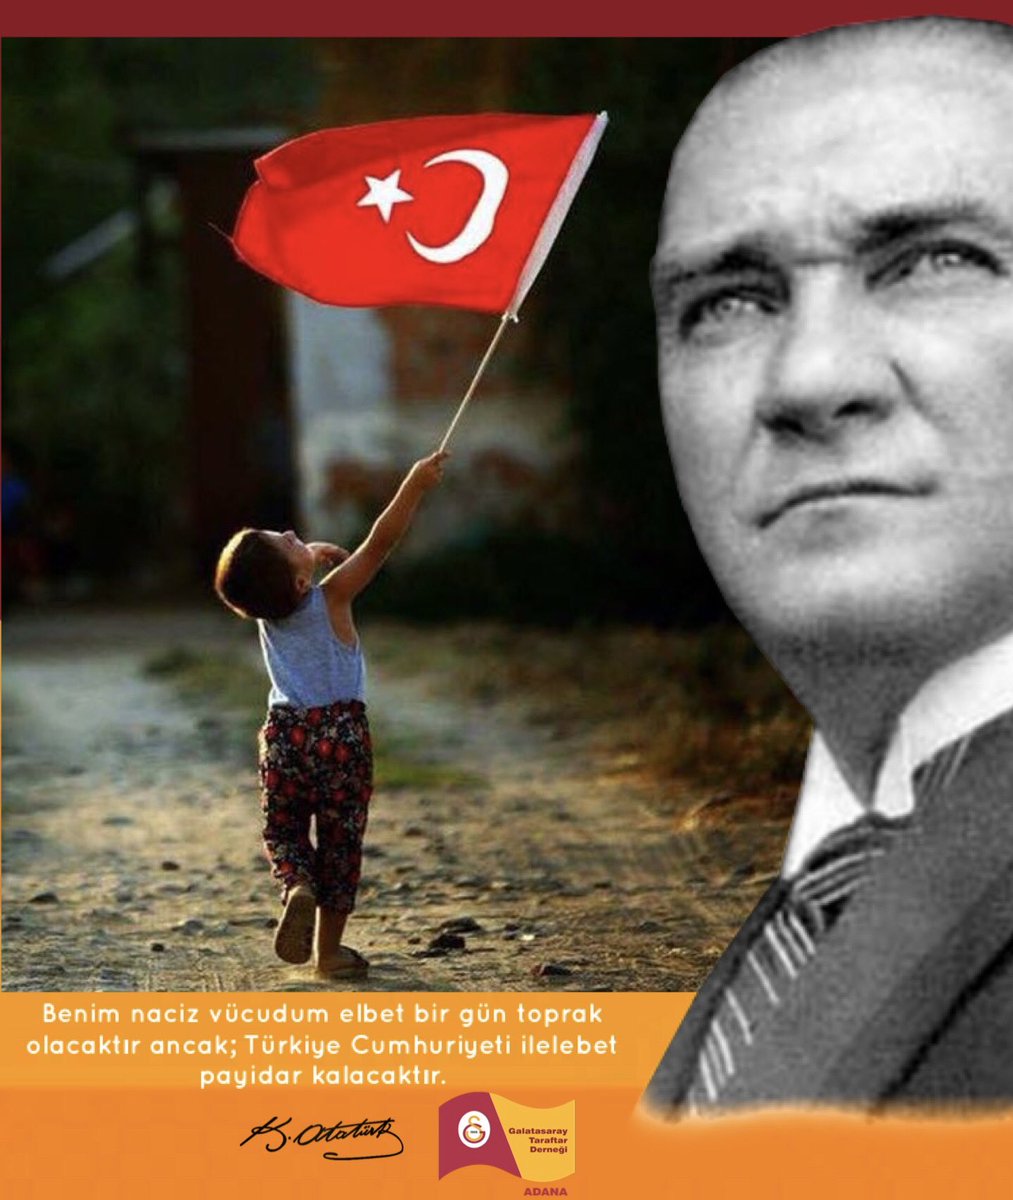 Benim naciz vücudum elbet bir gün toprak
olacaktır ancak; Türkiye Cumhuriyeti ilelebet
payidar kalacaktır.
K. Atatürk
Galatasaray
Taraftar
Derneği
ADANA